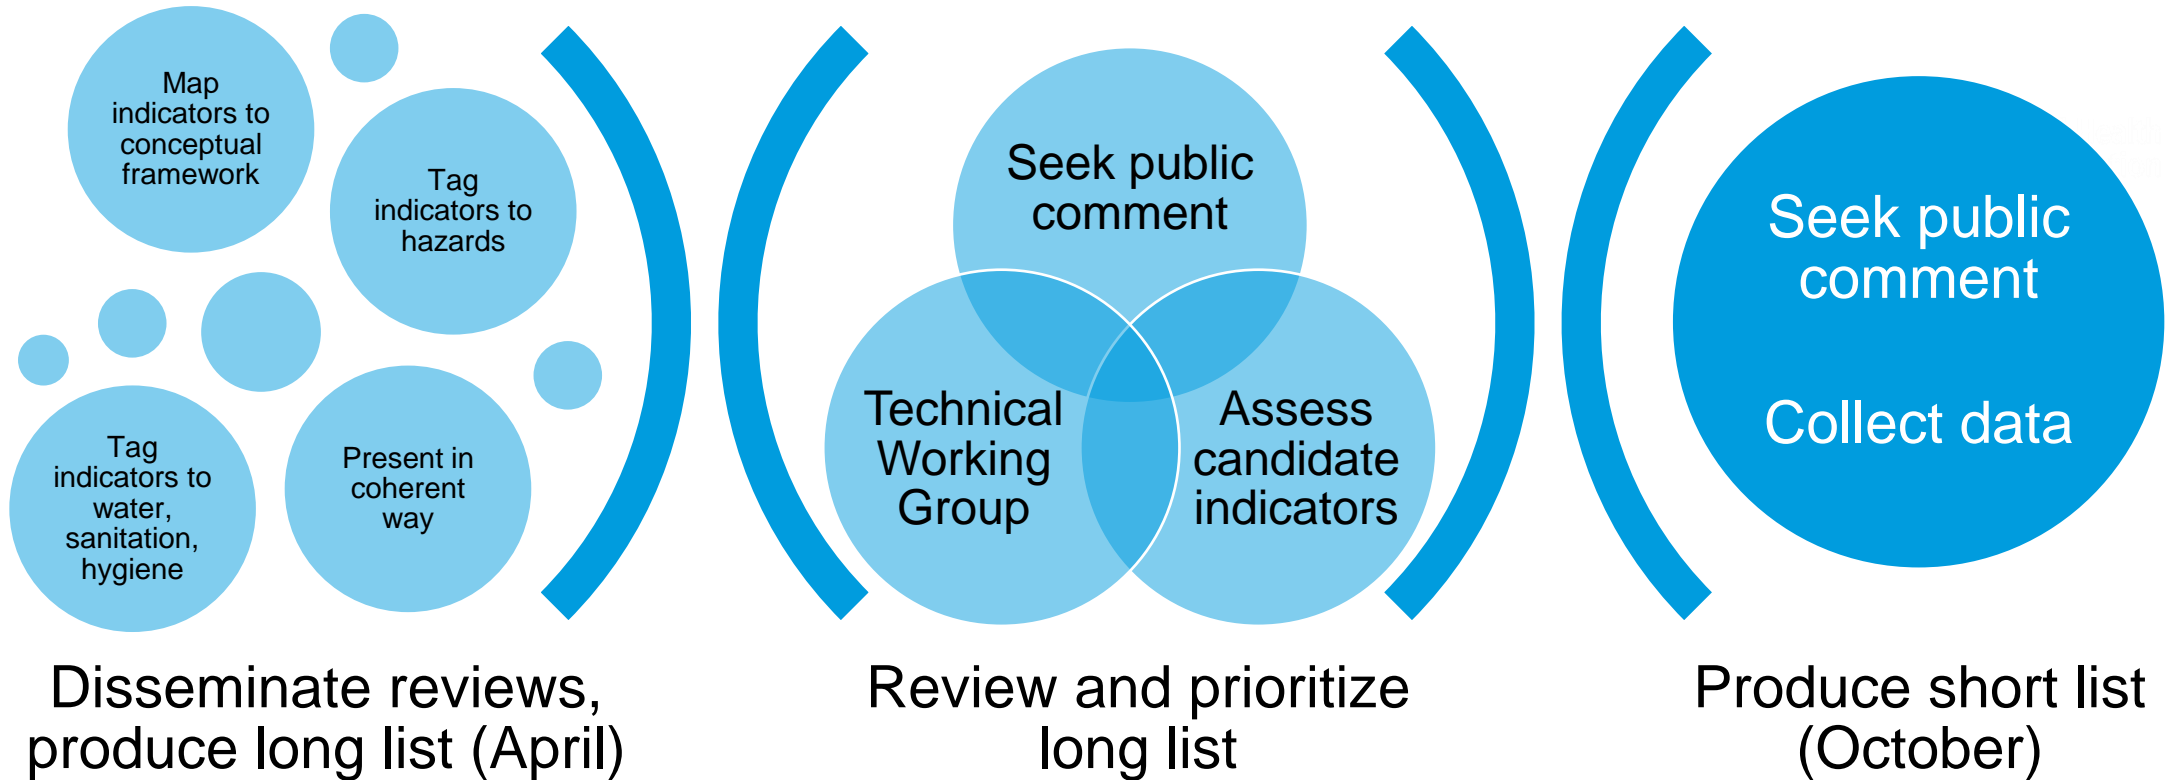 Map
indicators to
conceptual
framework
Tag
indicators to
hazards
Tag
indicators to
water,
sanitation,
hygiene
Present in
coherent
way
Disseminate reviews,
produce long list (April)
Seek public
comment
Technical
Working
Group
Assess
candidate
indicators
Review and prioritize
long list
Seek public
comment
Collect data
Produce short list
(October)